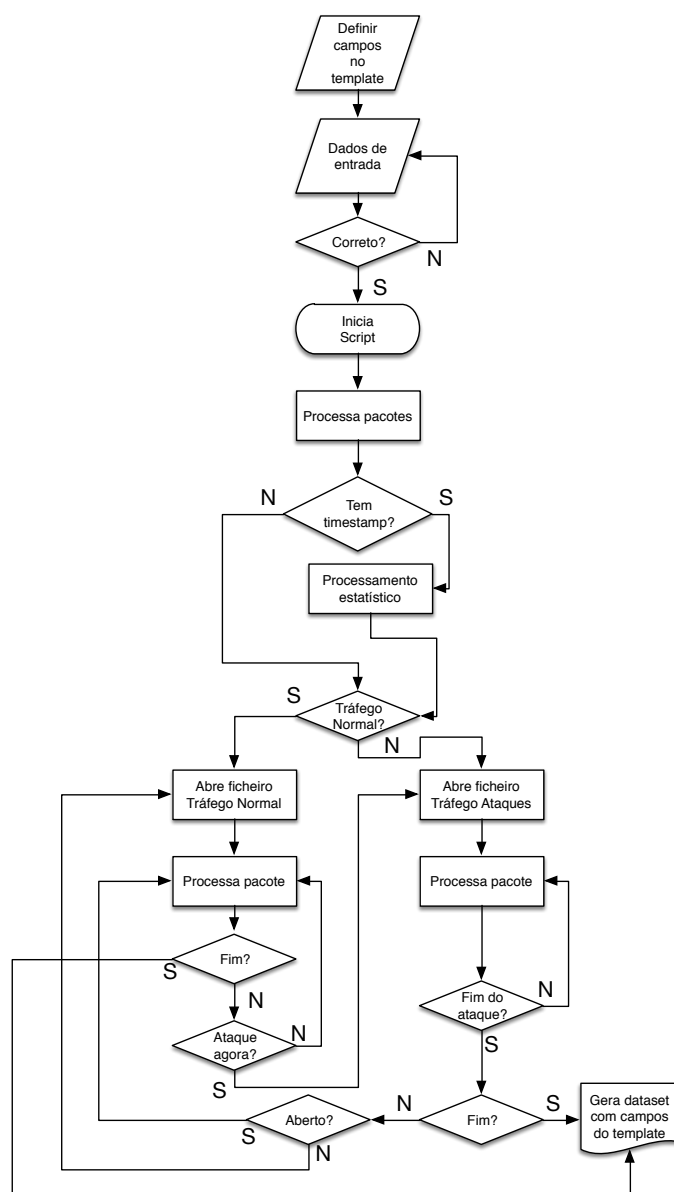 Definir
campos
no
template
Dados de
entrada
Correto?
N
S
Inicia
Script
Processa pacotes
N
S
Tem
timestamp?
Processamento
estatístico
S
Tráfego
Normal?
N
Abre ficheiro
Tráfego Normal
Abre ficheiro
Tráfego Ataques
Processa pacote
Processa pacote
Fim?
S
N
Fim do
ataque?
N
S
Ataque
agora?
N
S
Aberto?
S
N
N
Fim?
S
Gera dataset
com campos
do template